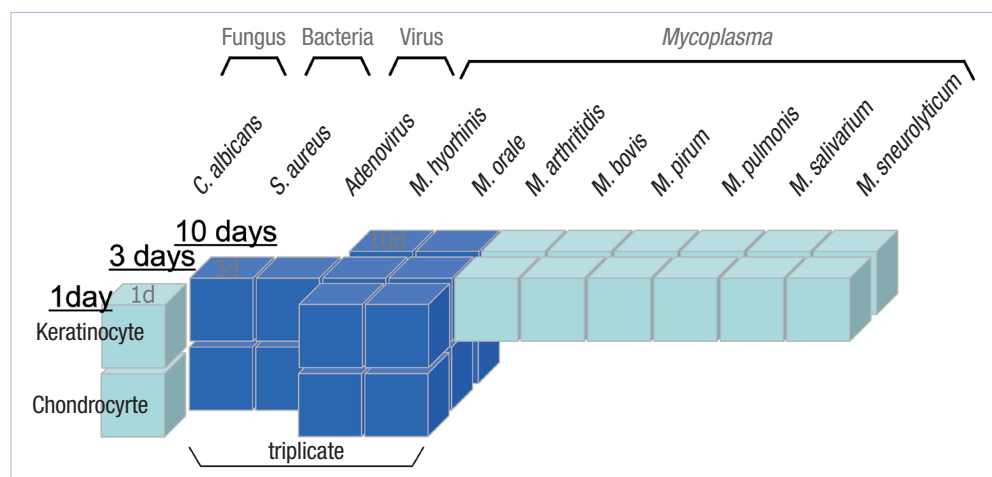 Fungus Bacteria Virus Mycoplasma
C. albicans
S. aureus
Adenovirus
M. hyorhinis
M. orale
M. arthritidis
M. bovis
M. pirum
M. pulmonis
M. salivarium
M. sneurolyticum
10 days
10d
3 days
3d
1day
1d
Keratinocyte
Chondrocyrte
triplicate